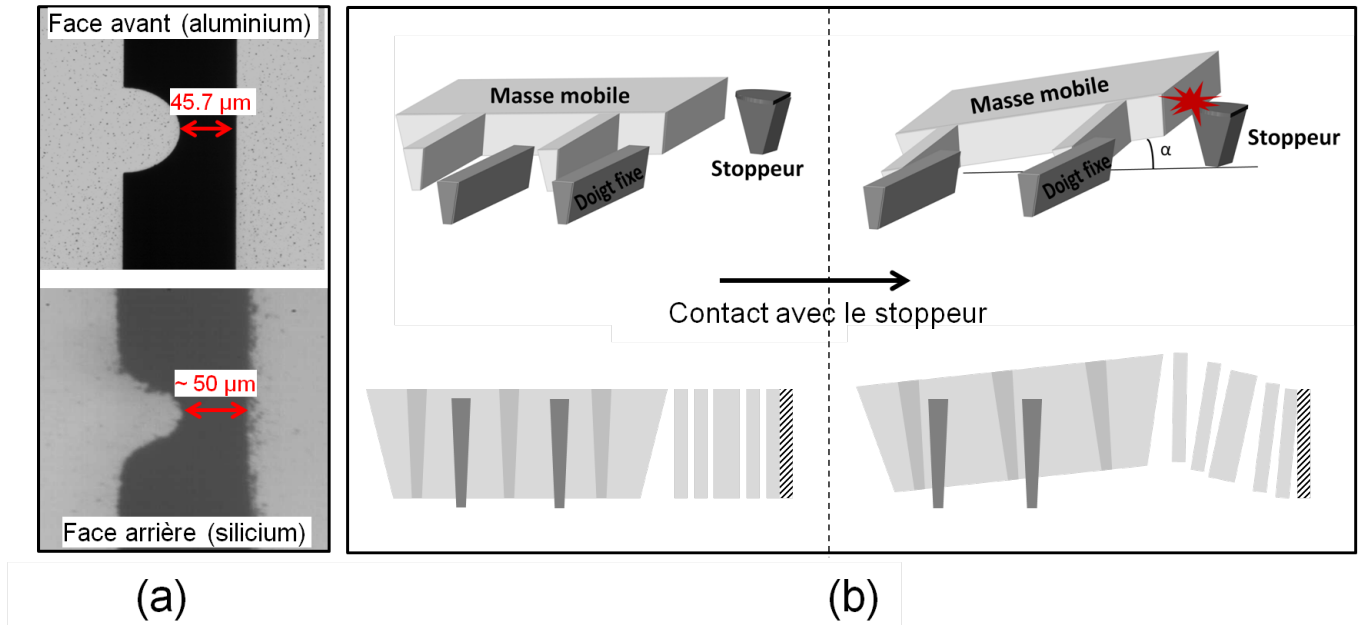 Face avant (aluminium)
45.7 µm
~ 50 µm
Face arrière (silicium)
(a)
Masse mobile
Stoppeur
Doigt fixe
Masse mobile
Stoppeur
α
Doigt fixe
Contact avec le stoppeur
(b)